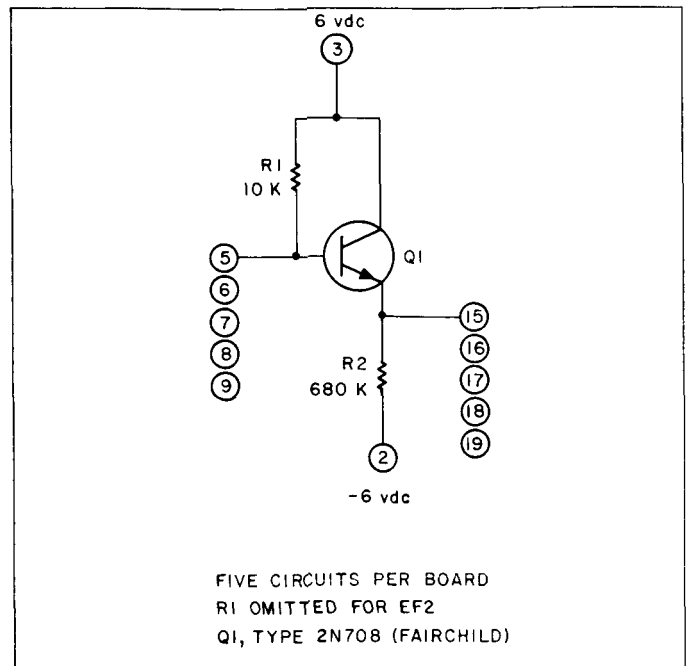 6 vdc
3
R1
10 K
Q1
5
6
7
8
9
15
16
17
18
19
R2
680 K
2
-6 vdc
FIVE CIRCUITS PER BOARD
R1 OMITTED FOR EF2
Q1, TYPE 2N708 (FAIRCHILD)